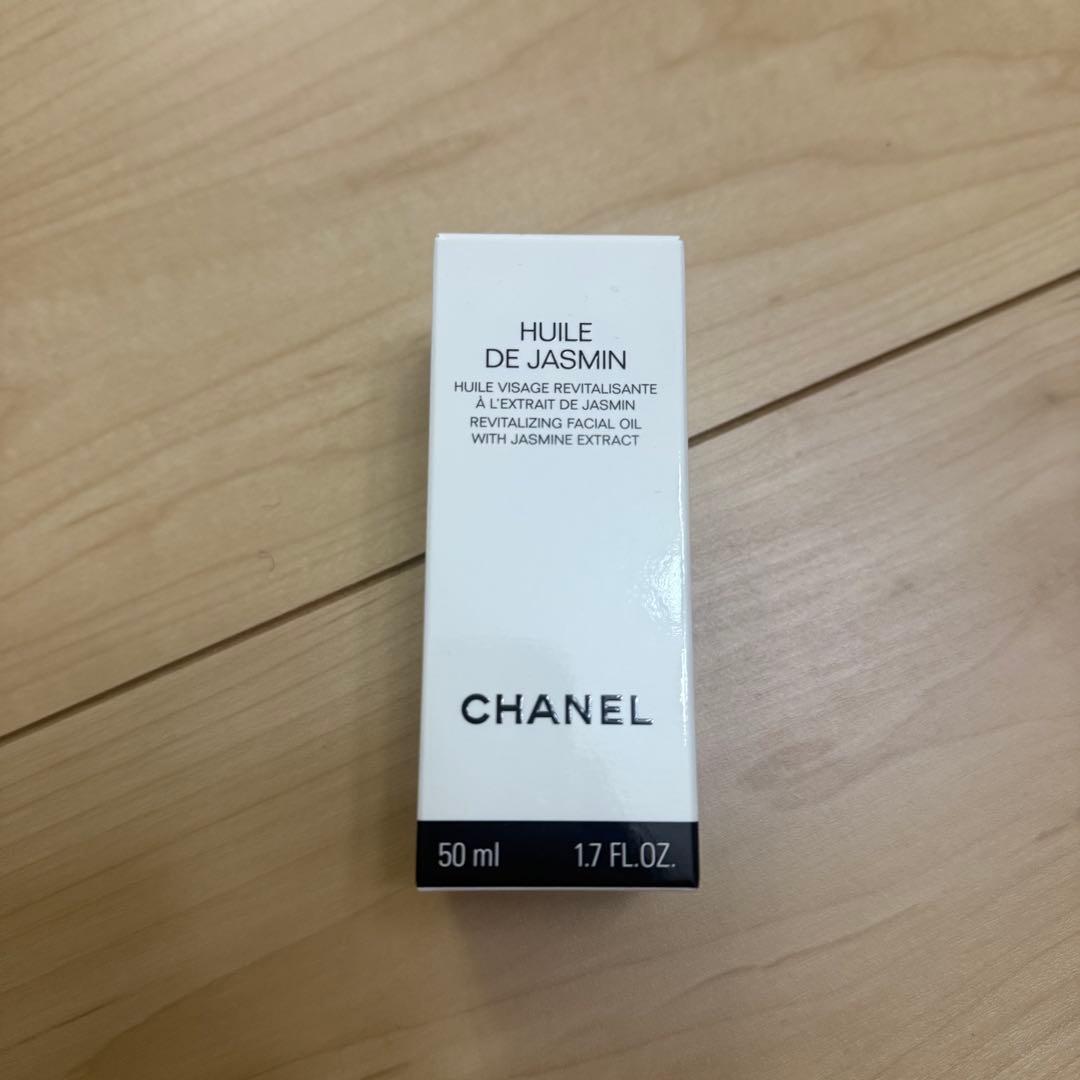 HUILE
DE JASMIN
HUILE VISAGE REVITALISANTE
À L'EXTRAIT DE JASMIN
REVITALIZING FACIAL OIL
WITH JASMINE EXTRACT
CHANEL
50 ml 1.7 FL.OZ.